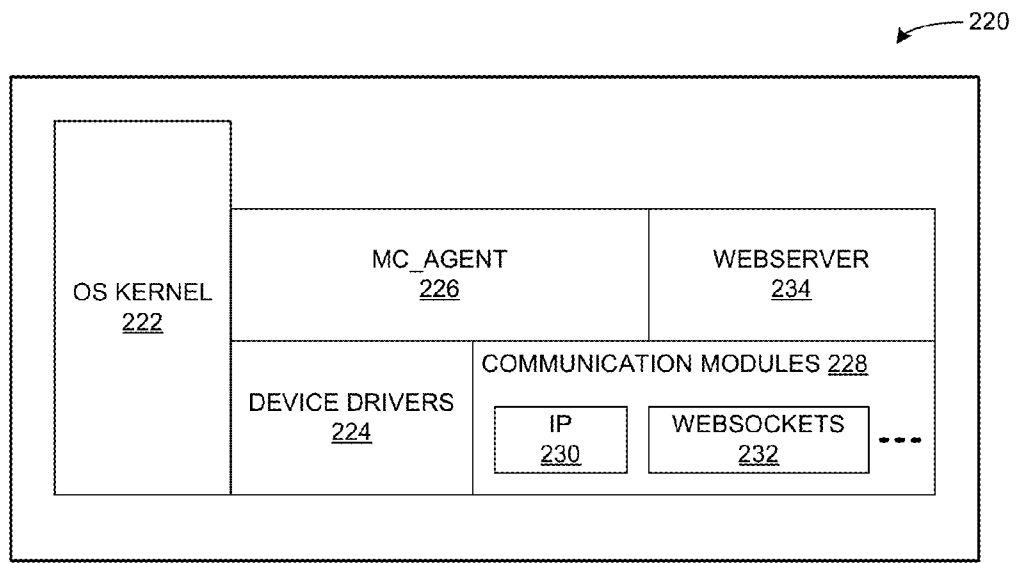 220
MC_AGENT
226
WEBSERVER
234
OS KERNEL
222
COMMUNICATION MODULES 228
DEVICE DRIVERS
224
IP
230
WEBSOCKETS
232